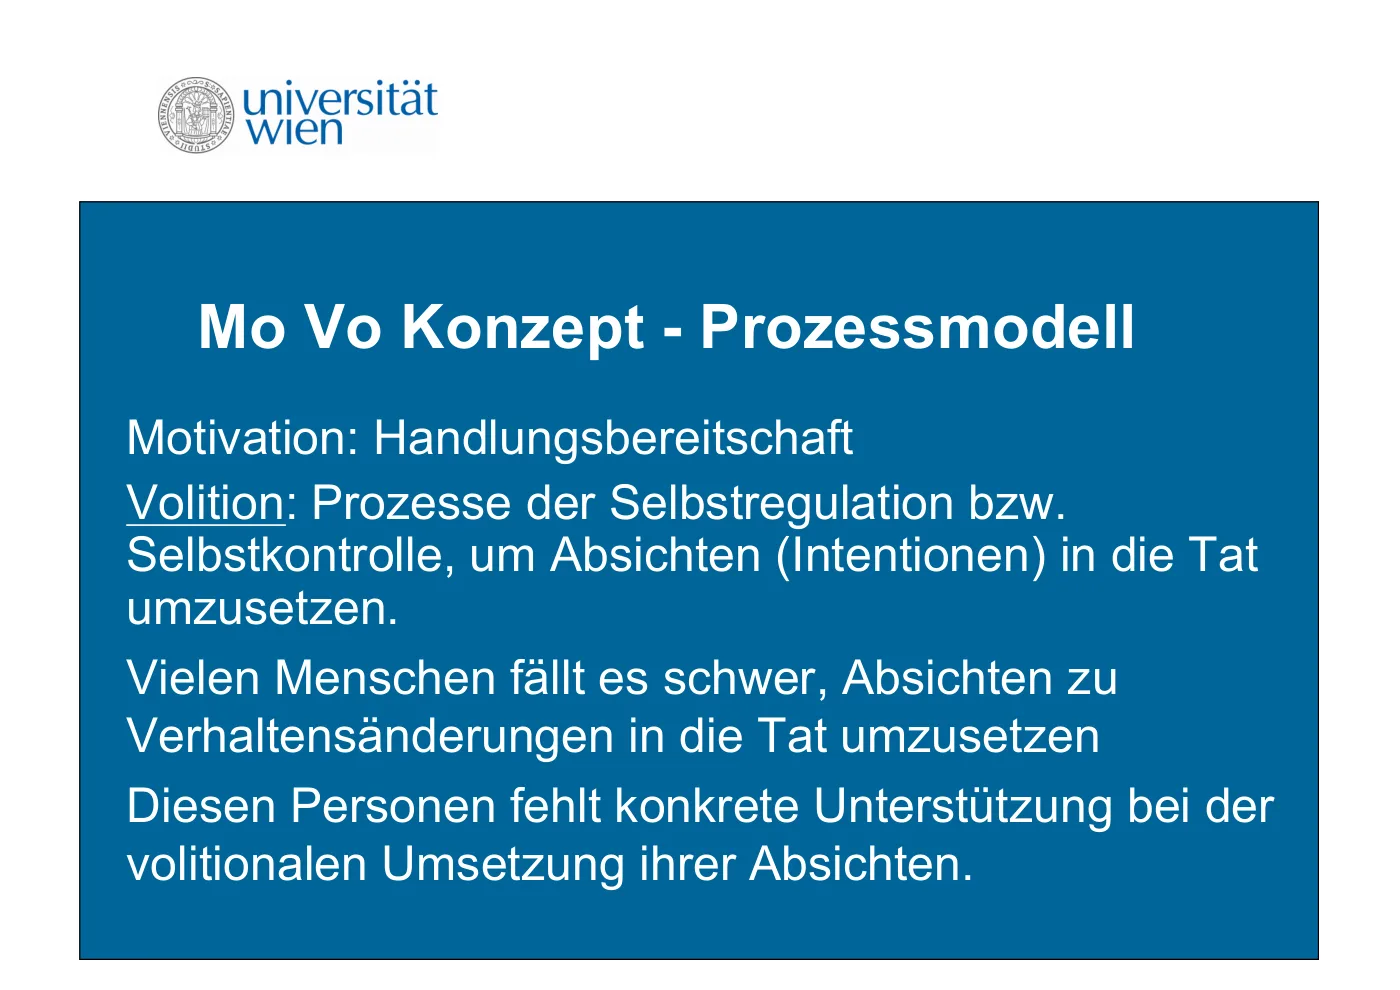 universität
wien
Mo Vo Konzept - Prozessmodell
Motivation: Handlungsbereitschaft
Volition: Prozesse der Selbstregulation bzw.
Selbstkontrolle, um Absichten (Intentionen) in die Tat
umzusetzen.
Vielen Menschen fällt es schwer, Absichten zu
Verhaltensänderungen in die Tat umzusetzen
Diesen Personen fehlt konkrete Unterstützung bei der
volitionalen Umsetzung ihrer Absichten.